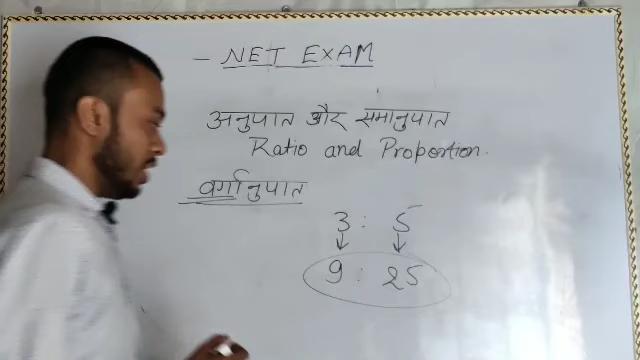 - NET EXAM
अनुपात और समानुपात
Ratio and Proportion.
वर्गानुपात
3 : 5
9 : 25